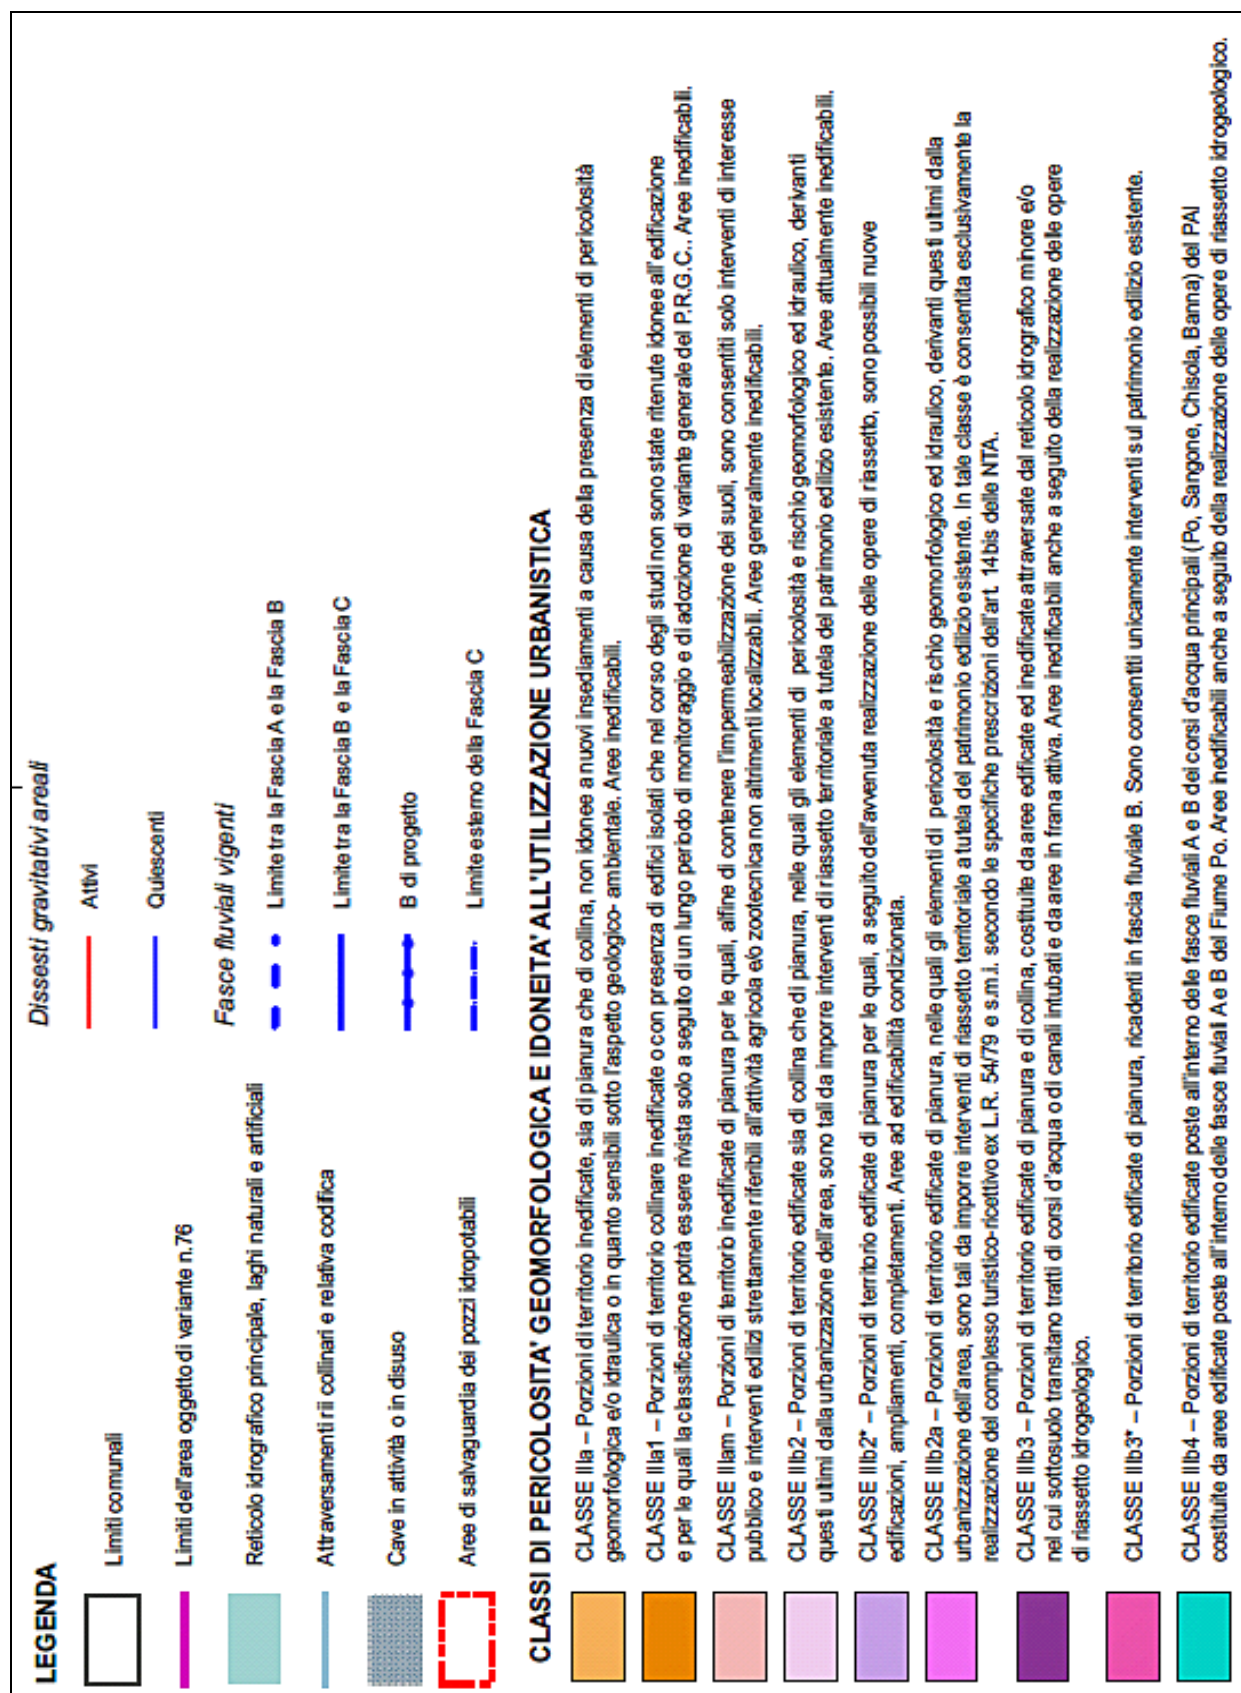 LEGENDA
Limiti comunali
Limiti dell'area oggetto di variante n.76
Reticolo idrografico principale, laghi naturali e artificiali
Attraversamenti rii collinari e relativa codifica
Cave in attività o in disuso
Aree di salvaguardia dei pozzi idropotabili
Dissesti gravitativi areali
Attivi
Quiescenti
Fasce fluviali vigenti
Limite tra la Fascia A e la Fascia B
Limite tra la Fascia B e la Fascia C
B di progetto
Limite esterno della Fascia C
CLASSI DI PERICOLOSITA' GEOMORFOLOGICA E IDONEITA' ALL'UTILIZZAZIONE URBANISTICA
CLASSE IIIa – Porzioni di territorio inedificate, sia di pianura che di collina, non idonee a nuovi insediamenti a causa della presenza di elementi di pericolosità
geomorfologica e/o idraulica o in quanto sensibili sotto l'aspetto geologico- ambientale. Aree inedificabili.
CLASSE IIIa1 – Porzioni di territorio collinare inedificate o con presenza di edifici isolati che nel corso degli studi non sono state ritenute idonee all'edificazione
e per le quali la classificazione potrà essere rivista solo a seguito di un lungo periodo di monitoraggio e di adozione di variante generale del P.R.G.C.. Aree inedificabili.
CLASSE IIIam – Porzioni di territorio inedificate di pianura per le quali, al fine di contenere l'impermeabilizzazione dei suoli, sono consentiti solo interventi di interesse
pubblico e interventi edilizi strettamente riferibili all'attività agricola e/o zootecnica non altrimenti localizzabili. Aree generalmente inedificabili.
CLASSE IIIb2 – Porzioni di territorio edificate sia di collina che di pianura, nelle quali gli elementi di pericolosità e rischio geomorfologico ed idraulico, derivanti
questi ultimi dalla urbanizzazione dell'area, sono tali da imporre interventi di riassetto territoriale a tutela del patrimonio edilizio esistente. Aree attualmente inedificabili.
CLASSE IIIb2* – Porzioni di territorio edificate di pianura per le quali, a seguito dell'avvenuta realizzazione delle opere di riassetto, sono possibili nuove
edificazioni, ampliamenti, completamenti. Aree ad edificabilità condizionata.
CLASSE IIIb2a – Porzioni di territorio edificate di pianura, nelle quali gli elementi di pericolosità e rischio geomorfologico ed idraulico, derivanti questi ultimi dalla
urbanizzazione dell'area, sono tali da imporre interventi di riassetto territoriale a tutela del patrimonio edilizio esistente. In tale classe è consentita esclusivamente la
realizzazione del complesso turistico-ricettivo ex L.R. 54/79 e s.m.i. secondo le specifiche prescrizioni dell'art. 14bis delle NTA.
CLASSE IIIb3 – Porzioni di territorio edificate di pianura e di collina, costituite da aree edificate ed inedificate attraversate dal reticolo idrografico minore e/o
nel cui sottosuolo transitano tratti di corsi d'acqua o di canali intubati e da aree in frana attiva. Aree inedificabili anche a seguito della realizzazione delle opere
di riassetto idrogeologico.
CLASSE IIIb3* – Porzioni di territorio edificate di pianura, ricadenti in fascia fluviale B. Sono consentiti unicamente interventi sul patrimonio edilizio esistente.
CLASSE IIIb4 – Porzioni di territorio edificate poste all'interno delle fasce fluviali A e B dei corsi d'acqua principali (Po, Sangone, Chisola, Banna) del PAI
costituite da aree edificate poste all'interno delle fasce fluviali A e B del Fiume Po. Aree inedificabili anche a seguito della realizzazione delle opere di riassetto idrogeologico.